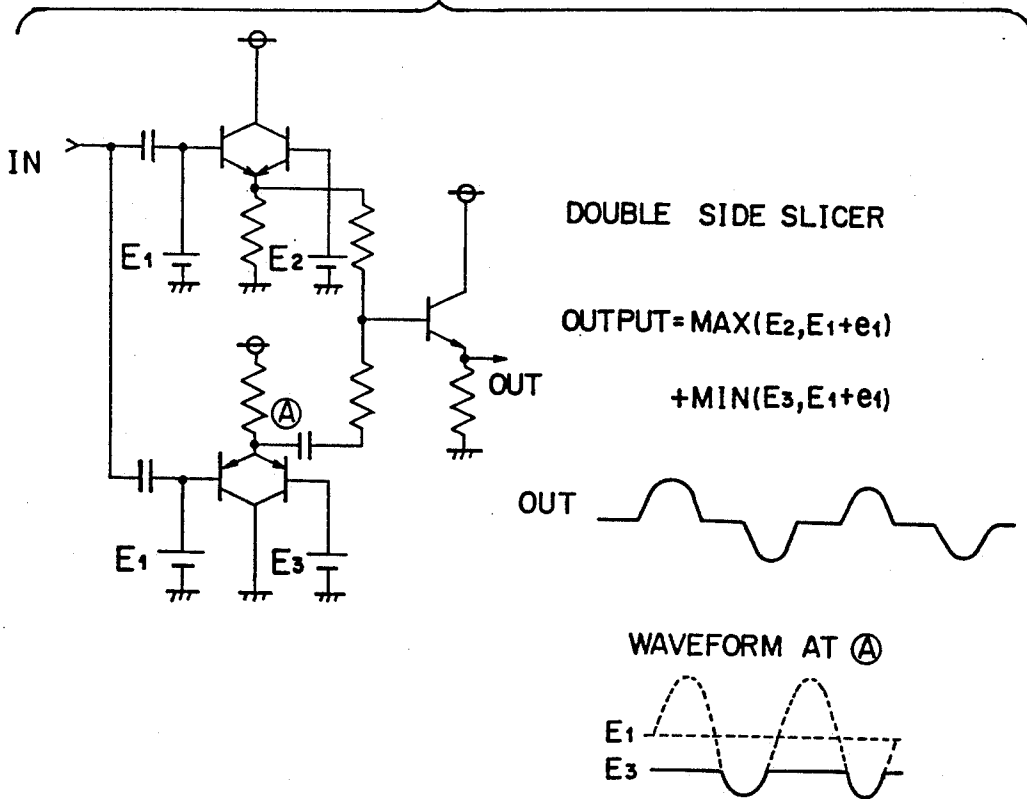 IN
E1
E2
DOUBLE SIDE SLICER
OUTPUT=MAX(E2,E1+e1)
+MIN(E3,E1+e1)
OUT
A
E1
E3
OUT
WAVEFORM AT Ⓐ
E1
E3